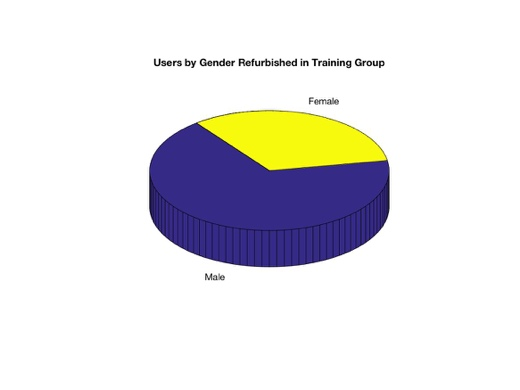 Users by Gender Refurbished in Training Group
Female
Male